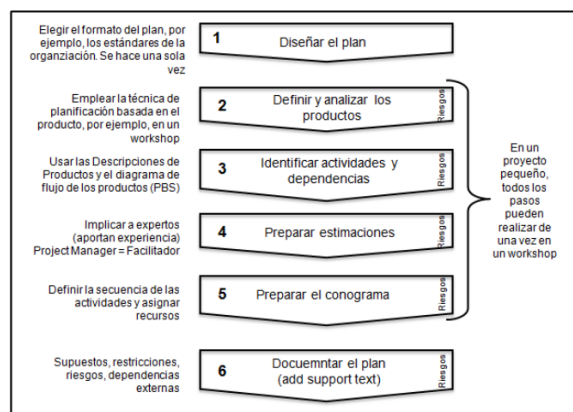 Elegir el formato del plan, por
ejemplo, los estándares de la
organziación. Se hace una sola
vez
1
Diseñar el plan
Emplear la técnica de
planificación basada en el
producto, por ejemplo, en un
workshop
2
Definir y analizar los
productos
Riesgos
Usar las Descripciones de
Productos y el diagrama de
flujo de los productos (PBS)
3
Identificar actividades y
dependencias
Riesgos
Implicar a expertos
(aportan experiencia)
Project Manager = Facilitador
4
Preparar estimaciones
Riesgos
Definir la secuencia de las
actividades y asignar
recursos
5
Preparar el conograma
Riesgos
Supuestos, restricciones,
riesgos, dependencias
externas
6
Docuemntar el plan
(add support text)
Riesgos
En un
proyecto
pequeño,
todos los
pasos
pueden
realizar de
una vez en
un workshop